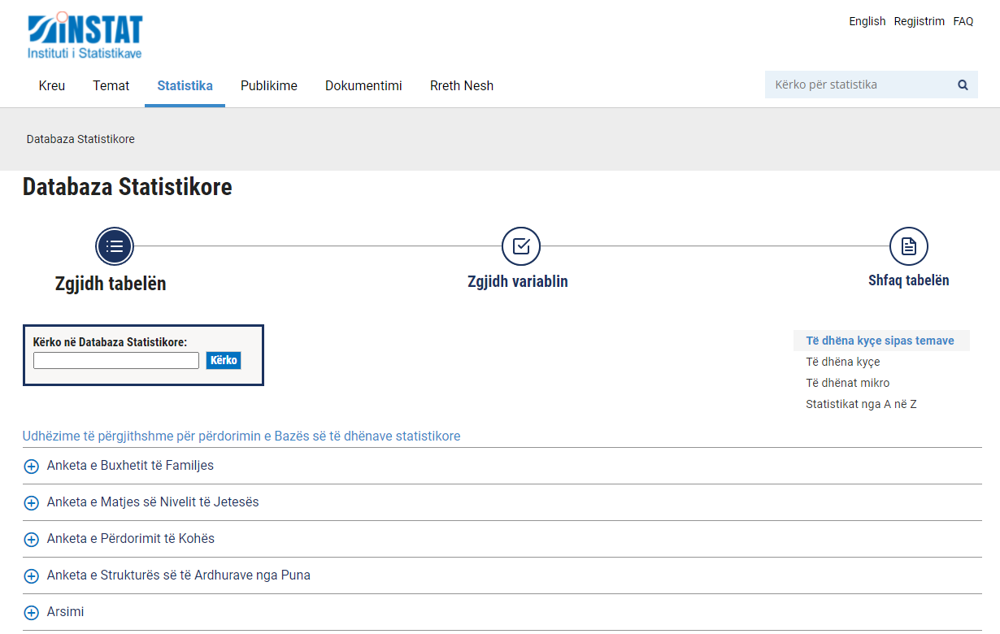 INSTAT
Instituti i Statistikave
English Regjistrim FAQ
Kreu Temat Statistika Publikime Dokumentimi Rreth Nesh
Kërko për statistika
Databaza Statistikore
Databaza Statistikore
Zgjidh tabelën
Zgjidh variablin
Shfaq tabelën
Kërko në Databaza Statistikore:
Kërko
Të dhëna kyçe sipas temave
Të dhëna kyçe
Të dhënat mikro
Statistikat nga A në Z
Udhëzime të përgjithshme për përdorimin e Bazës së të dhënave statistikore
Anketa e Buxhetit të Familjes
Anketa e Matjes së Nivelit të Jetesës
Anketa e Përdorimit të Kohës
Anketa e Strukturës së të Ardhurave nga Puna
Arsimi